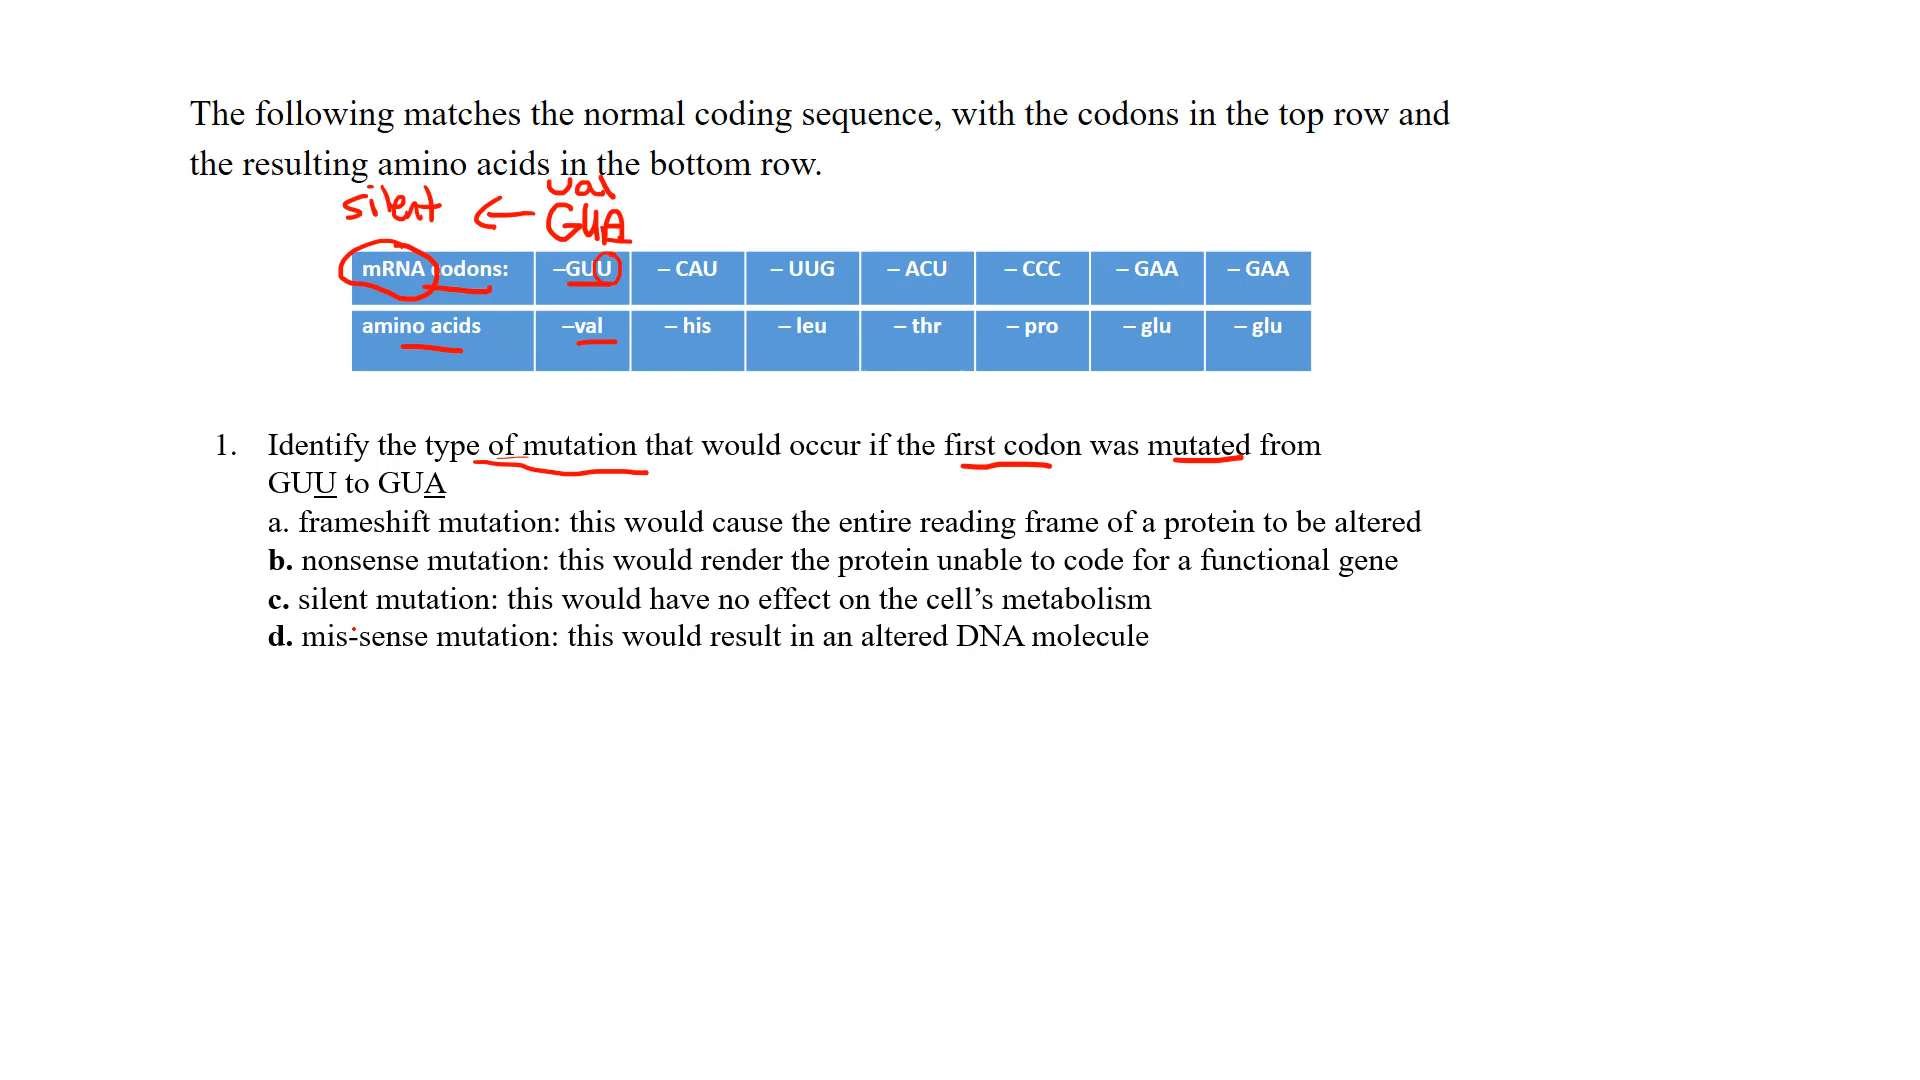 The following matches the normal coding sequence, with the codons in the top row and
the resulting amino acids in the bottom row.
val
silent ← GUA
mRNA codons: –GUU – CAU – UUG – ACU – CCC – GAA – GAA
amino acids –val – his – leu – thr – pro – glu – glu
1. Identify the type of mutation that would occur if the first codon was mutated from
GUU to GUA
a. frameshift mutation: this would cause the entire reading frame of a protein to be altered
b. nonsense mutation: this would render the protein unable to code for a functional gene
c. silent mutation: this would have no effect on the cell’s metabolism
d. mis-sense mutation: this would result in an altered DNA molecule